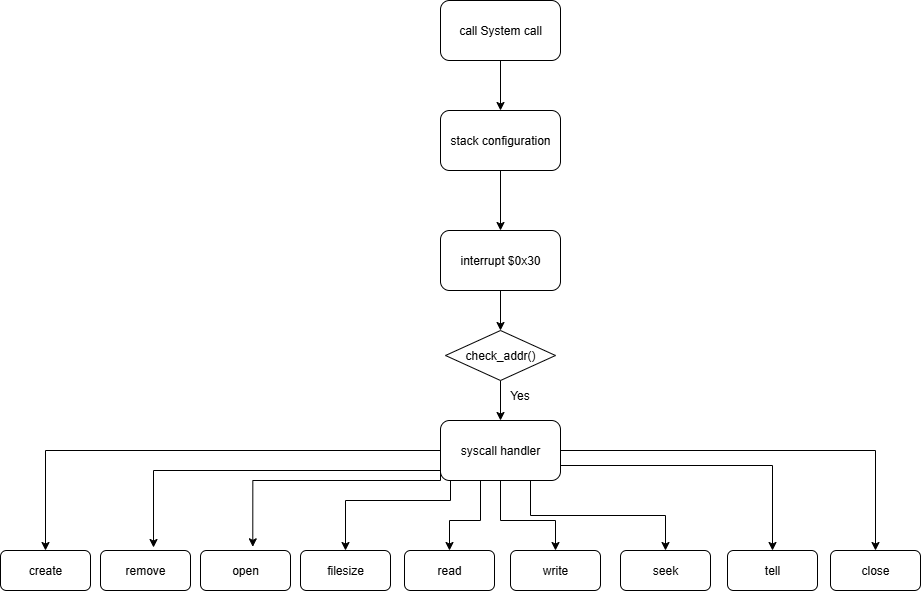 call System call
stack configuration
interrupt $0x30
check_addr()
Yes
syscall handler
create
remove
open
filesize
read
write
seek
tell
close